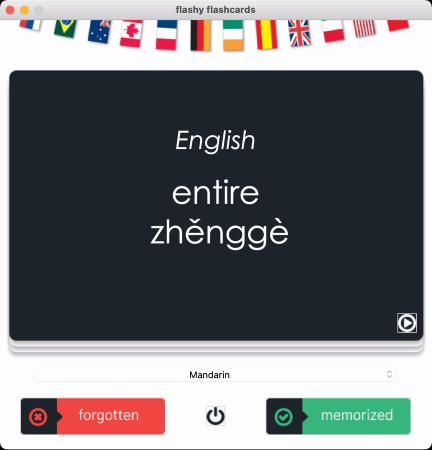 flashy flashcards
English
entire
zhěnggè
Mandarin
forgotten
memorized